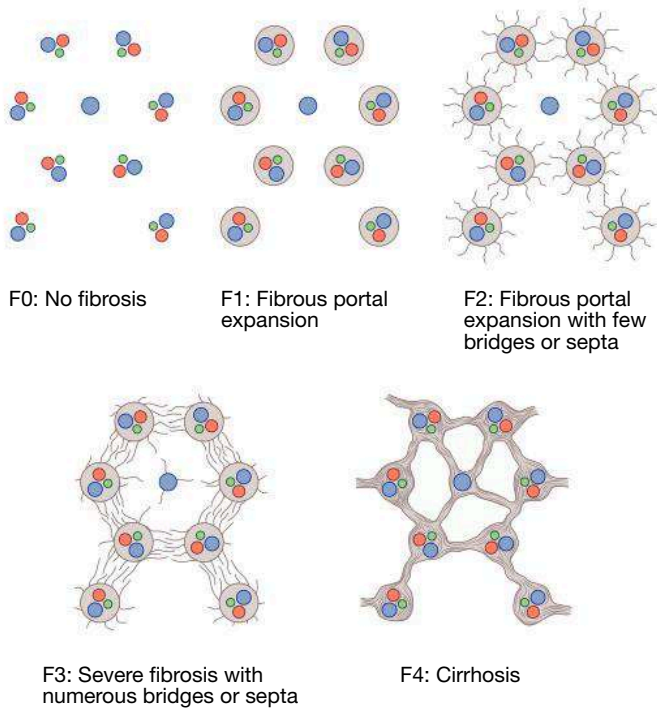 F0: No fibrosis
F1: Fibrous portal
expansion
F2: Fibrous portal
expansion with few
bridges or septa
F3: Severe fibrosis with
numerous bridges or septa
F4: Cirrhosis